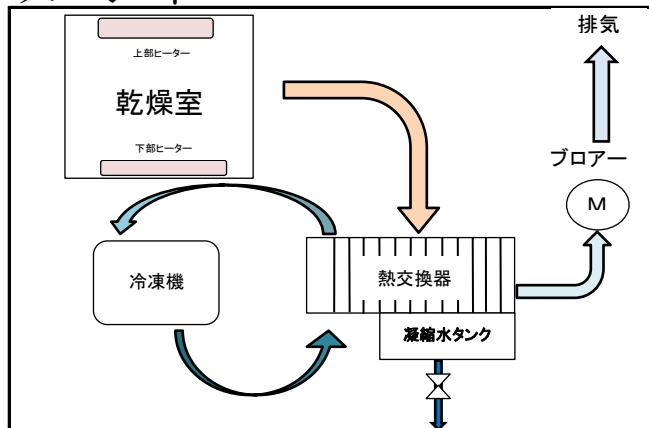 排気
上部ヒーター
乾燥室
下部ヒーター
ブロアー
M
冷凍機
熱交換器
凝縮水タンク